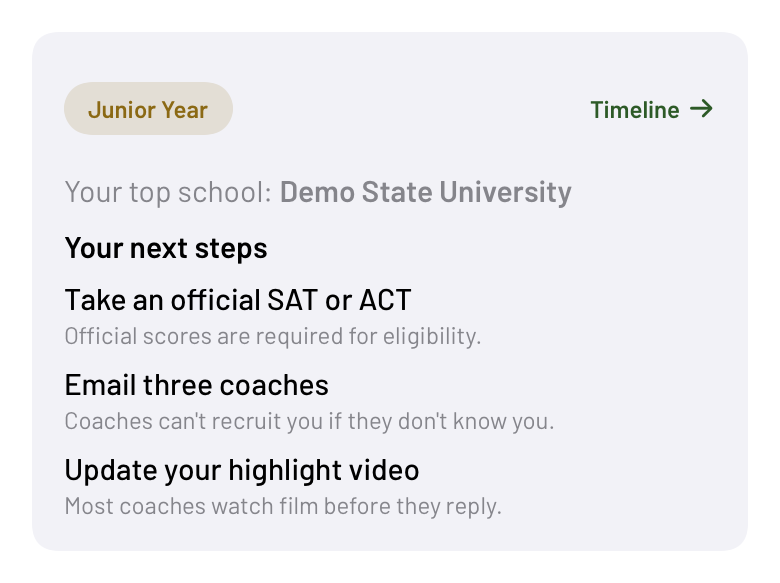 Junior Year
Timeline →
Your top school: Demo State University
Your next steps
Take an official SAT or ACT
Official scores are required for eligibility.
Email three coaches
Coaches can't recruit you if they don't know you.
Update your highlight video
Most coaches watch film before they reply.